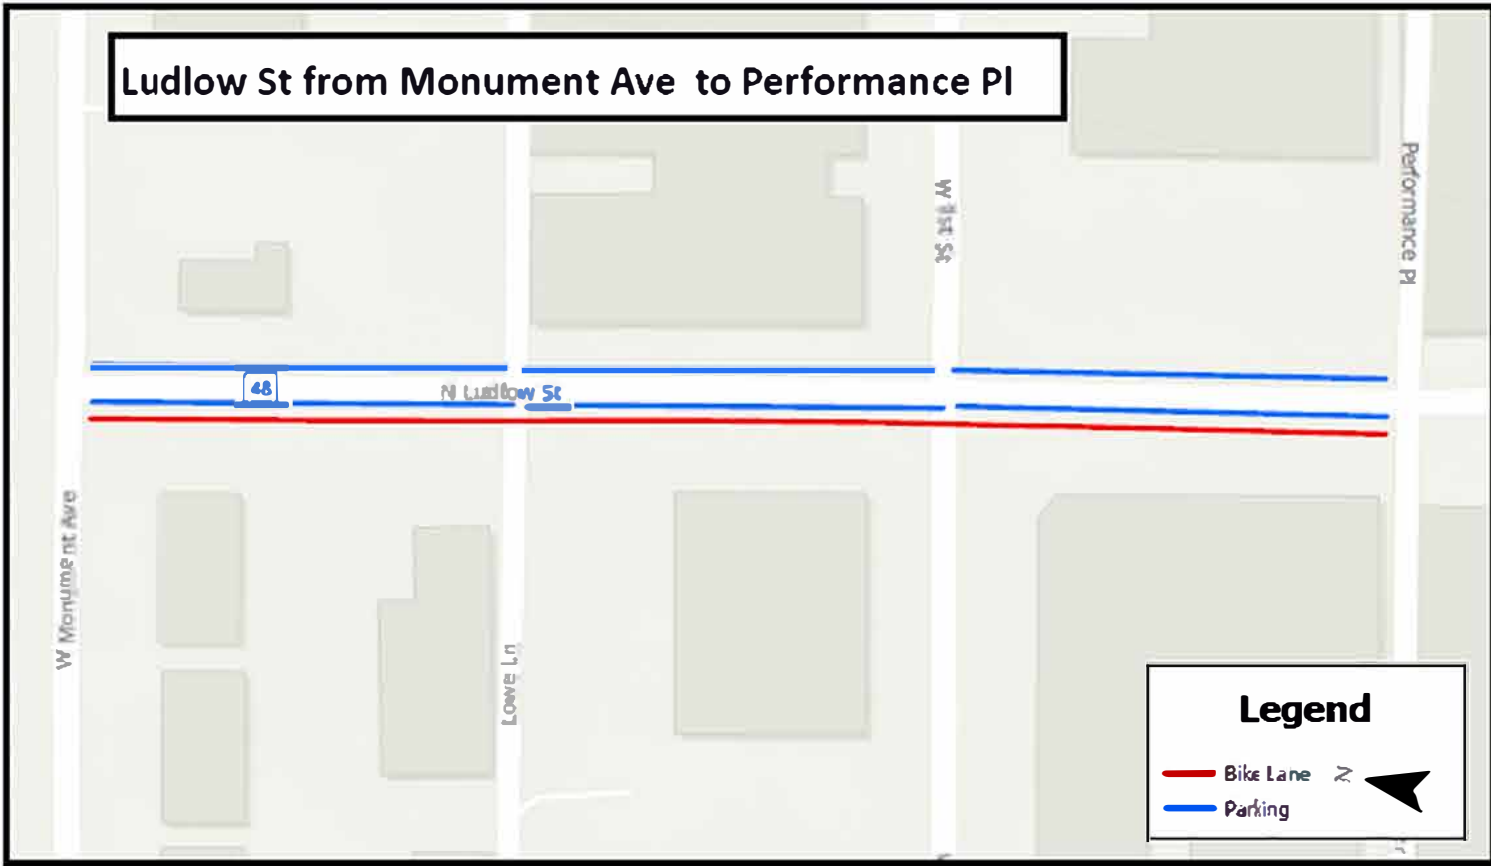 Ludlow St from Monument Ave to Performance Pl
Performance Pl
W 1st St
48
N Ludlow St
W Monument Ave
Lowe Ln
Legend
Bike Lane
N
Parking